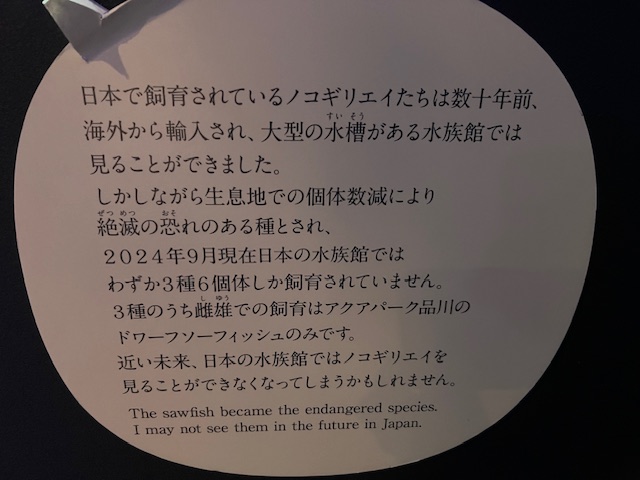 日本で飼育されているノコギリエイたちは数十年前、
海外から輸入され、大型の水槽がある水族館では
見ることができました。
しかしながら生息地での個体数減により
絶滅の恐れのある種とされ、
2024年9月現在日本の水族館では
わずか3種6個体しか飼育されていません。
3種のうち雌雄での飼育はアクアパーク品川の
ドワーフソーフィッシュのみです。
近い未来、日本の水族館ではノコギリエイを
見ることができなくなってしまうかもしれません。
The sawfish became the endangered species.
I may not see them in the future in Japan.